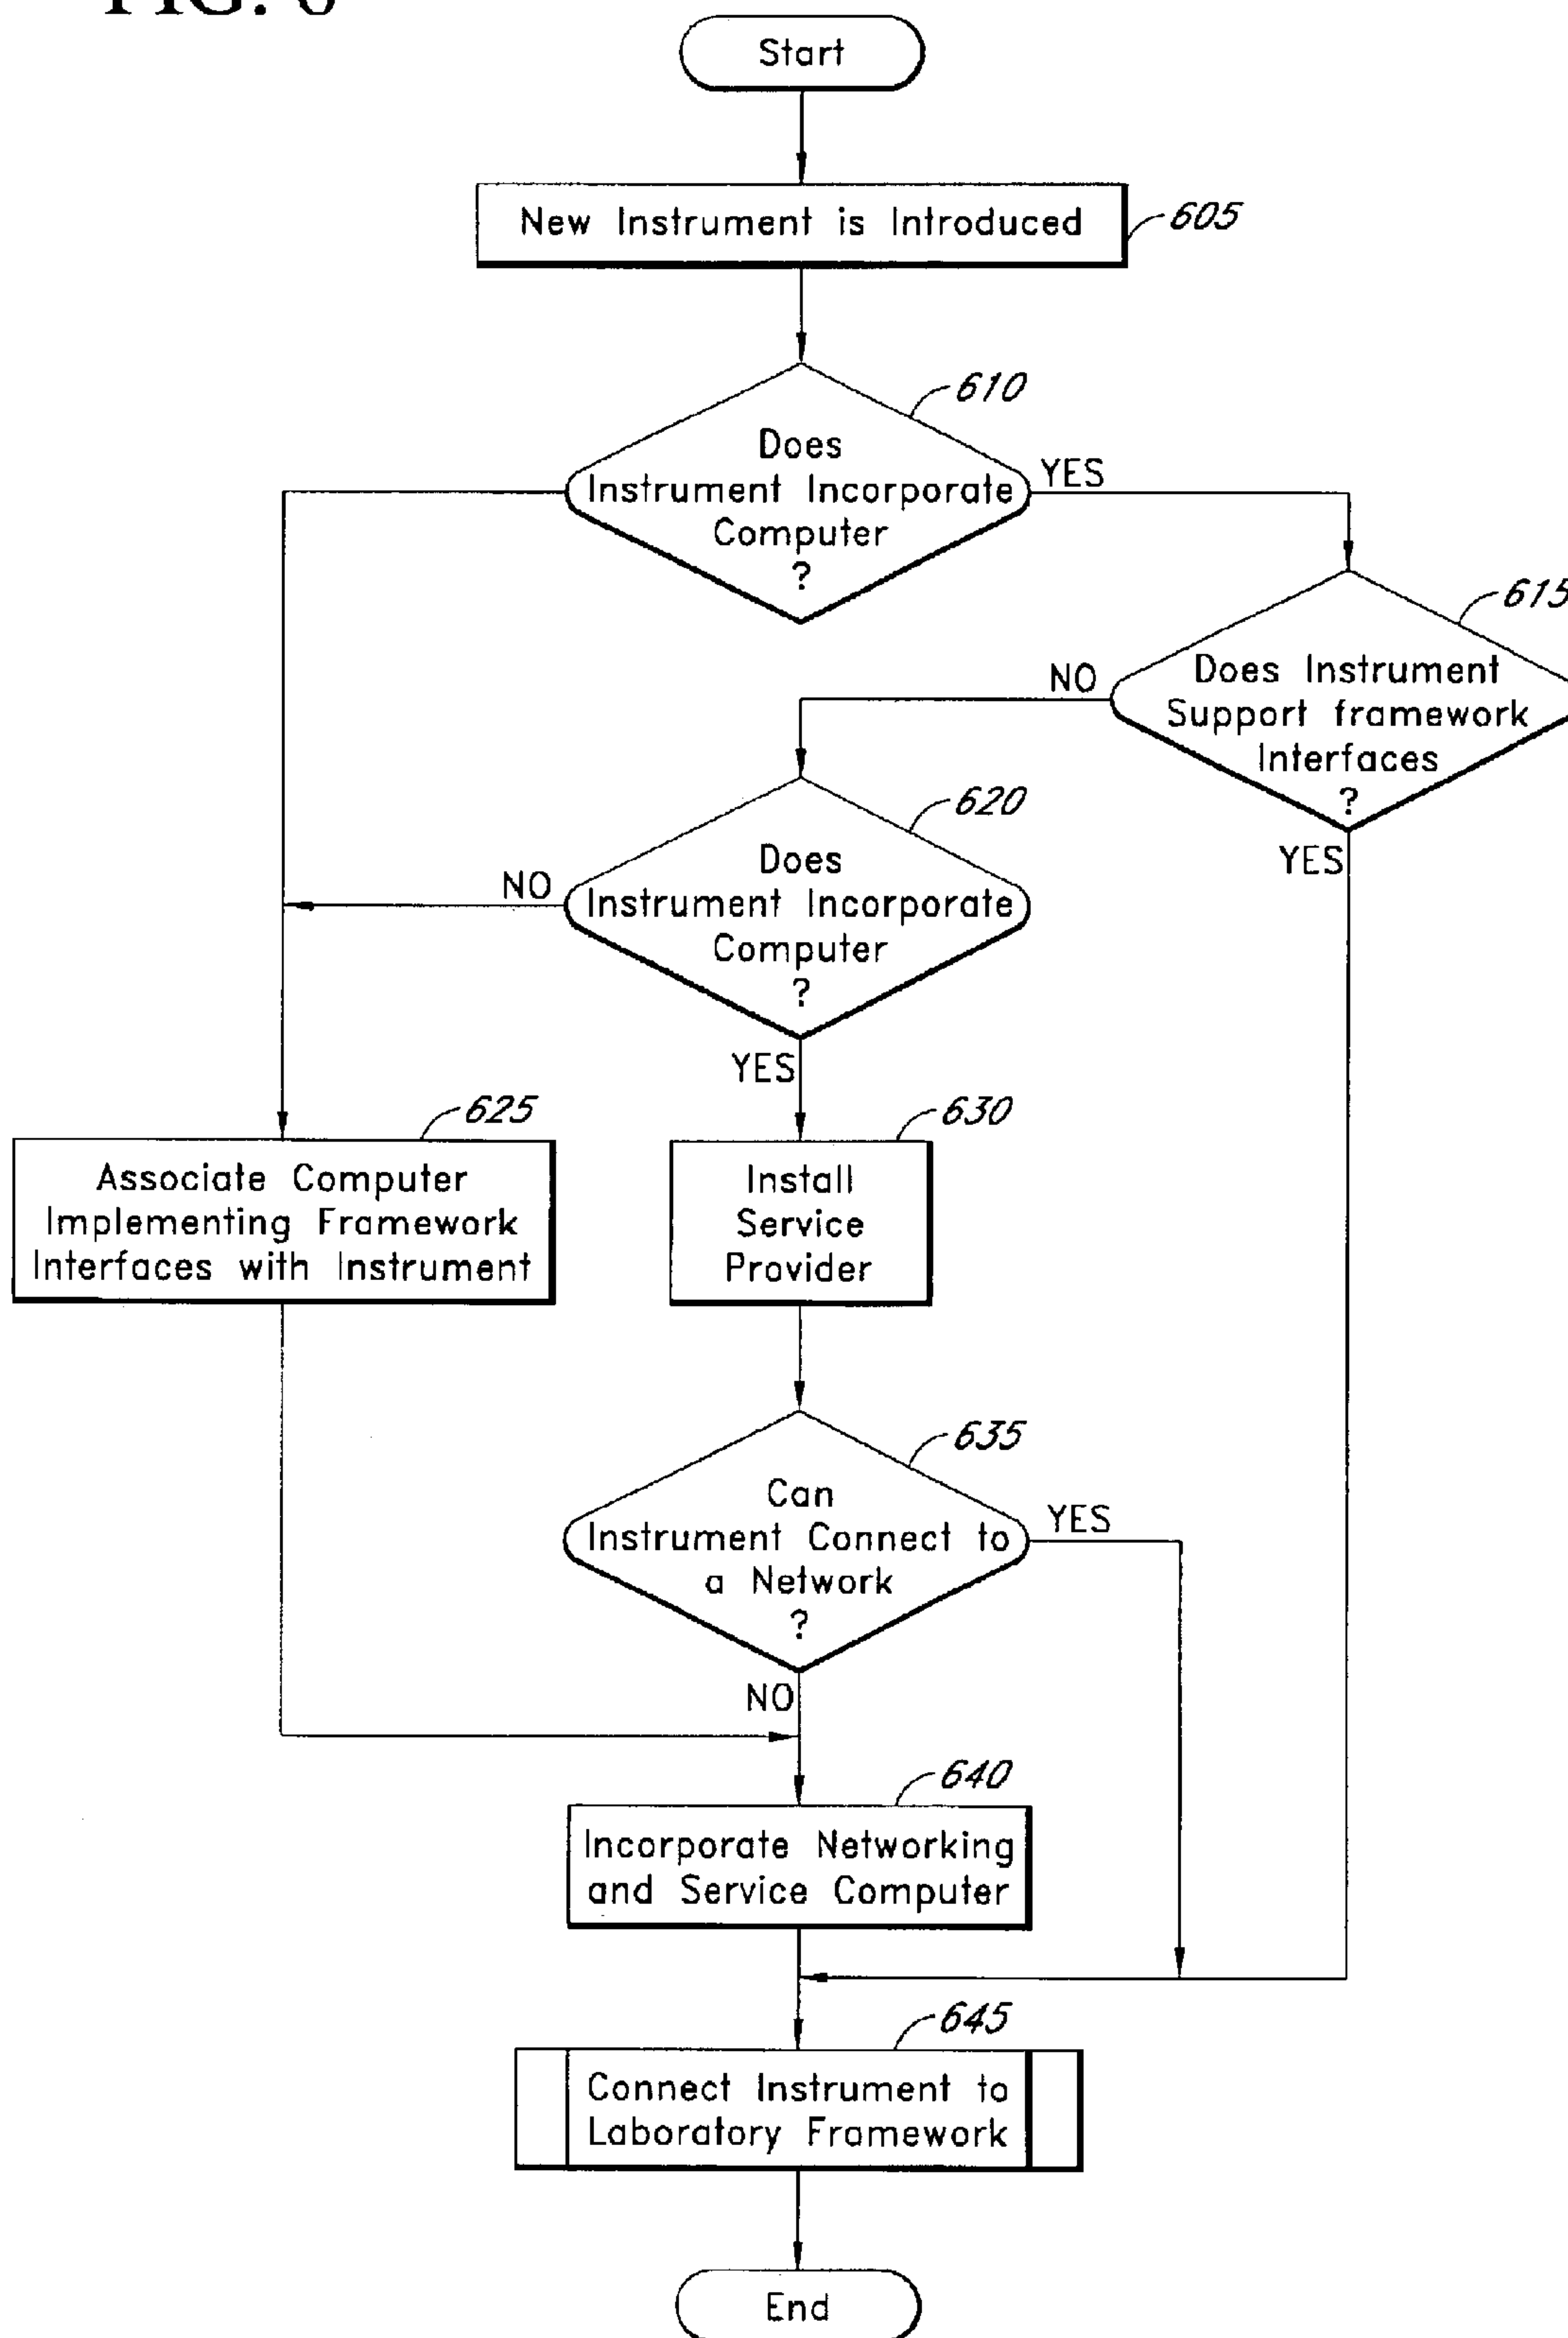 Start
New Instrument is Introduced
605
610
Does
Instrument Incorporate
Computer
?
YES
615
Does Instrument
Support framework
Interfaces
?
NO
YES
620
Does
Instrument Incorporate
Computer
?
NO
YES
625
Associate Computer
Implementing Framework
Interfaces with Instrument
630
Install
Service
Provider
635
Can
Instrument Connect to
a Network
?
YES
NO
640
Incorporate Networking
and Service Computer
645
Connect Instrument to
Laboratory Framework
End